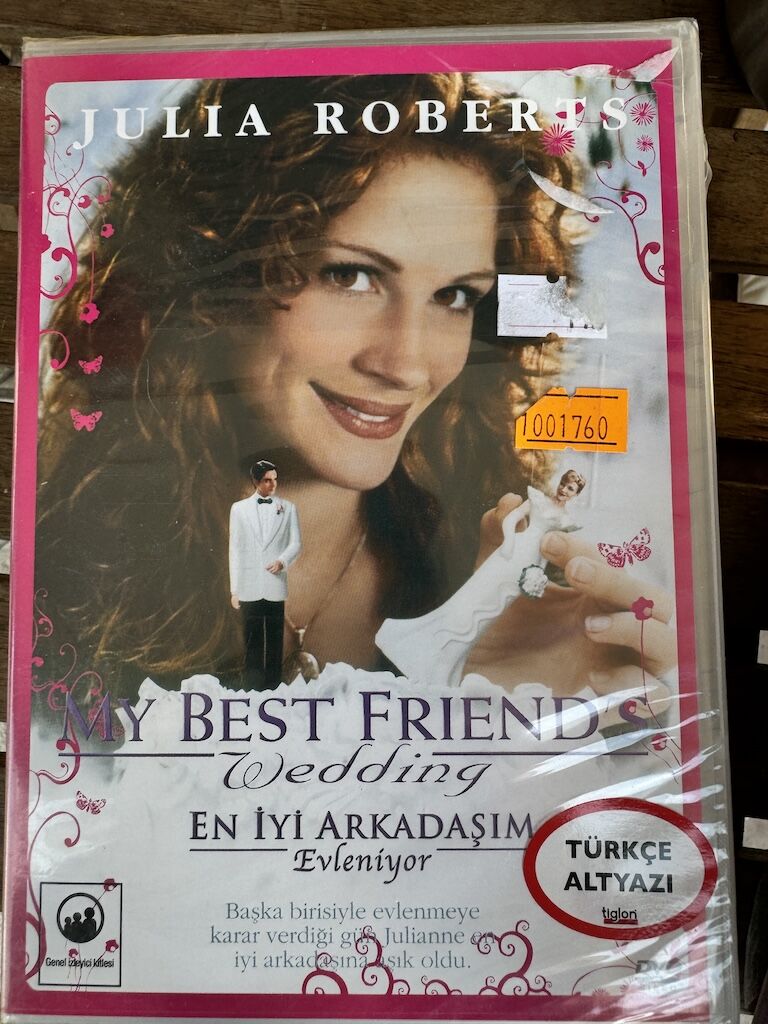 JULIA ROBERTS
1001760
MY BEST FRIEND'S
Wedding
EN İYİ ARKADAŞIM
Evleniyor
TÜRKÇE
ALTYAZI
tiglon
Başka birisiyle evlenmeye
karar verdiği gün Julianne en
iyi arkadaşına aşık oldu.
Genel izleyici kitlesi